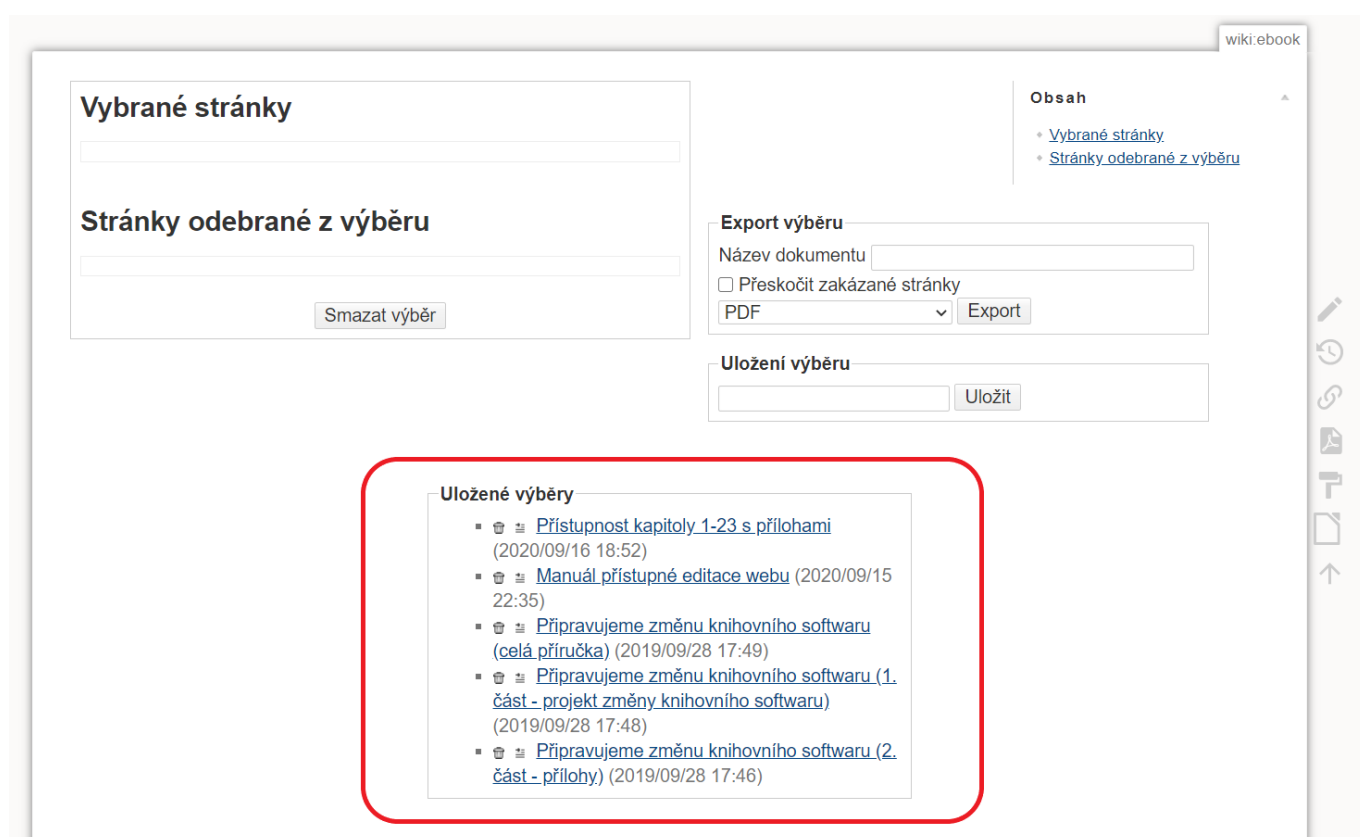 wiki:ebook
Vybrané stránky
Stránky odebrané z výběru
Smazat výběr
Obsah
Vybrané stránky
Stránky odebrané z výběru
Export výběru
Název dokumentu
Přeskočit zakázané stránky
PDF Export
Uložení výběru
Uložit
Uložené výběry
Přístupnost kapitoly 1-23 s přílohami
(2020/09/16 18:52)
Manuál přístupné editace webu (2020/09/15
22:35)
Připravujeme změnu knihovního softwaru
(celá příručka) (2019/09/28 17:49)
Připravujeme změnu knihovního softwaru (1.
část - projekt změny knihovního softwaru)
(2019/09/28 17:48)
Připravujeme změnu knihovního softwaru (2.
část - přílohy) (2019/09/28 17:46)